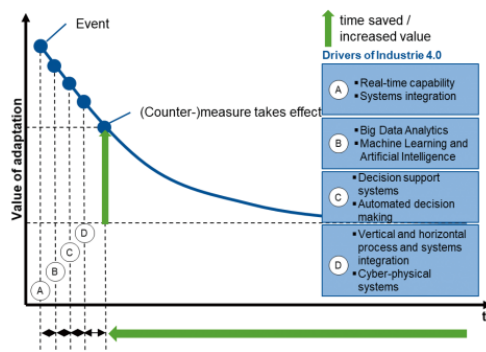 Event
time saved /
increased value
Drivers of Industrie 4.0
(Counter-)measure takes effect
Value of adaptation
A
▪ Real-time capability
▪ Systems integration
B
▪ Big Data Analytics
▪ Machine Learning and
Artificial Intelligence
C
▪ Decision support
systems
▪ Automated decision
making
D
▪ Vertical and horizontal
process and systems
integration
▪ Cyber-physical
systems
D
C
B
A
t